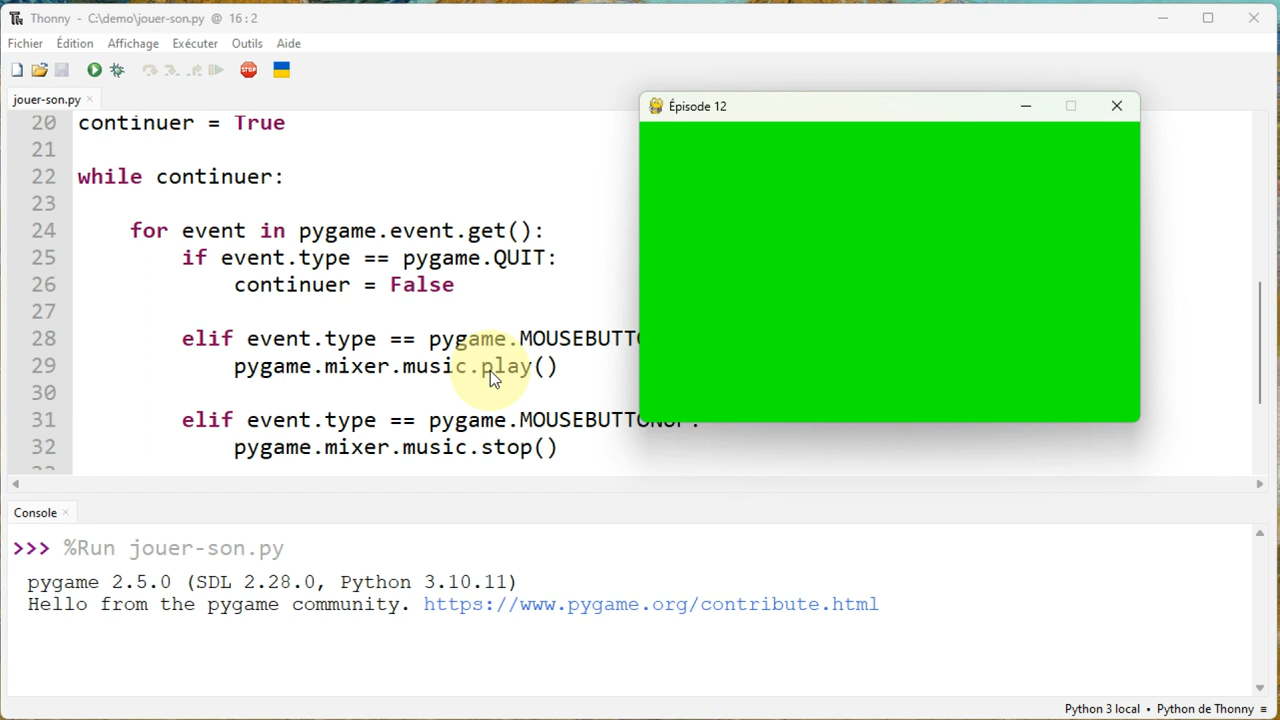 Thonny - C:\demo\jouer-son.py @ 16 : 2
Fichier Édition Affichage Exécuter Outils Aide
STOP
jouer-son.py ×
20 continuer = True
21
22 while continuer:
23
24 for event in pygame.event.get():
25 if event.type == pygame.QUIT:
26 continuer = False
27
28 elif event.type == pygame.MOUSEBUTTO
29 pygame.mixer.music.play()
30
31 elif event.type == pygame.MOUSEBUTTONUP:
32 pygame.mixer.music.stop()
Épisode 12
Console ×
>>> %Run jouer-son.py
pygame 2.5.0 (SDL 2.28.0, Python 3.10.11)
Hello from the pygame community. https://www.pygame.org/contribute.html
Python 3 local • Python de Thonny ≡